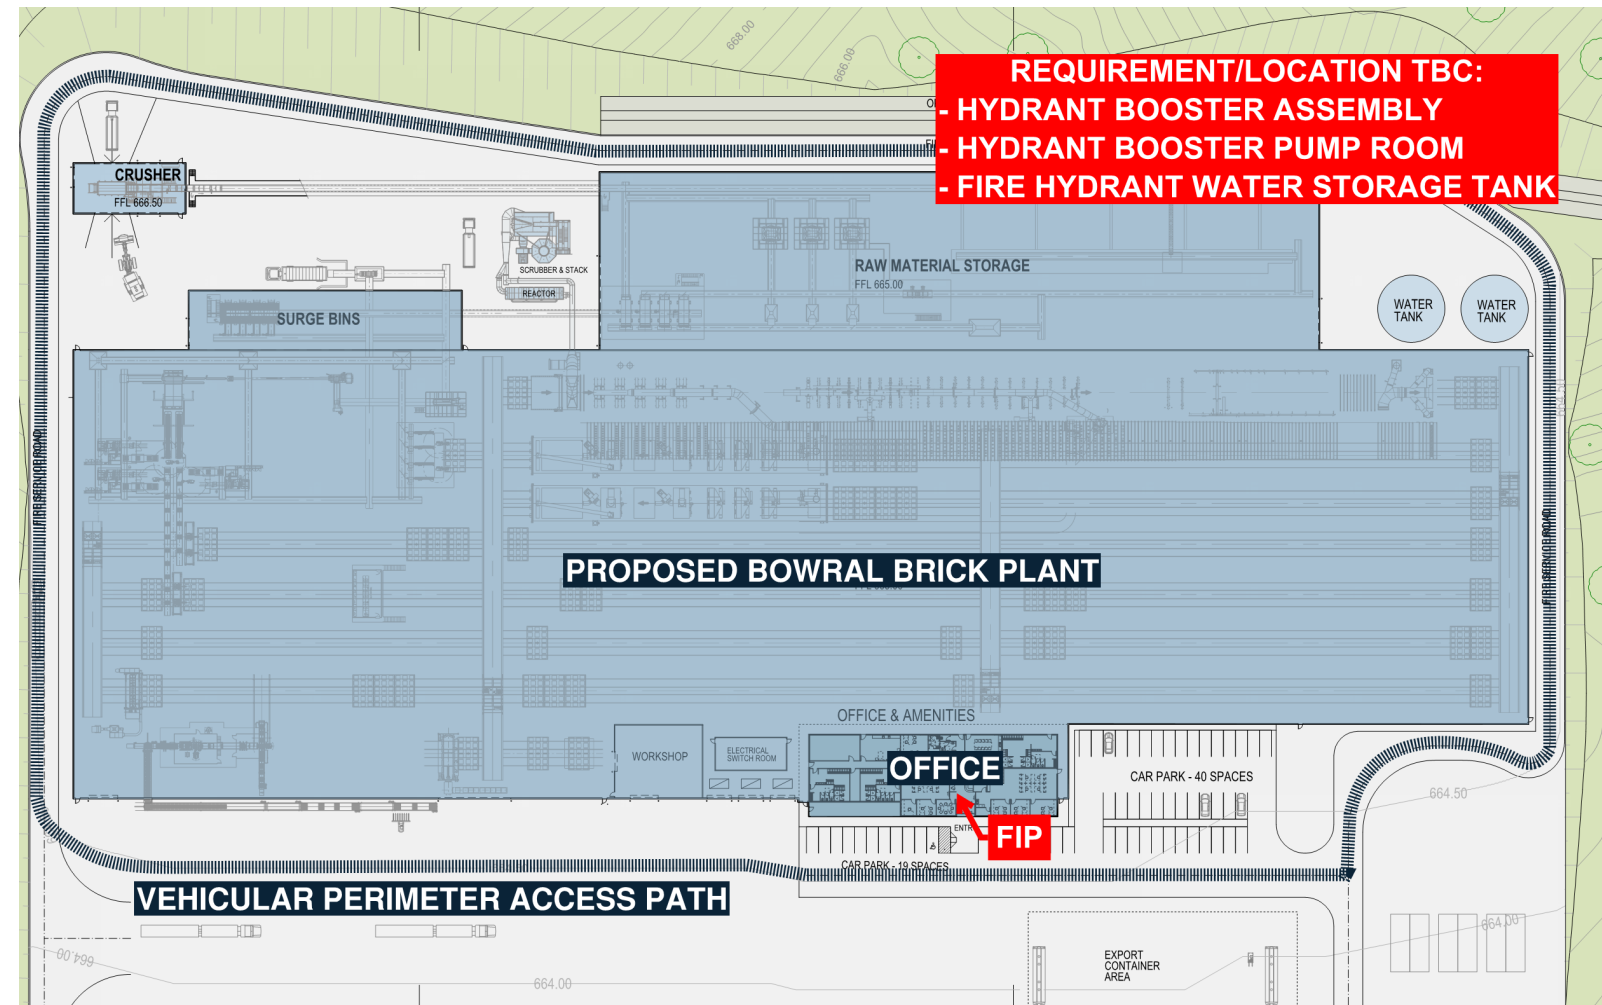 668.00
666.00
REQUIREMENT/LOCATION TBC:
- HYDRANT BOOSTER ASSEMBLY
- HYDRANT BOOSTER PUMP ROOM
- FIRE HYDRANT WATER STORAGE TANK
CRUSHER
FFL 666.50
SCRUBBER & STACK
REACTOR
RAW MATERIAL STORAGE
FFL 665.00
SURGE BINS
WATER
TANK
WATER
TANK
FIRE SERVICE ROAD
FIRE SERVICE ROAD
PROPOSED BOWRAL BRICK PLANT
OFFICE & AMENITIES
WORKSHOP
ELECTRICAL
SWITCH ROOM
OFFICE
FIP
CAR PARK - 40 SPACES
664.50
CAR PARK - 19 SPACES
VEHICULAR PERIMETER ACCESS PATH
664.00
664.00
664.00
EXPORT
CONTAINER
AREA